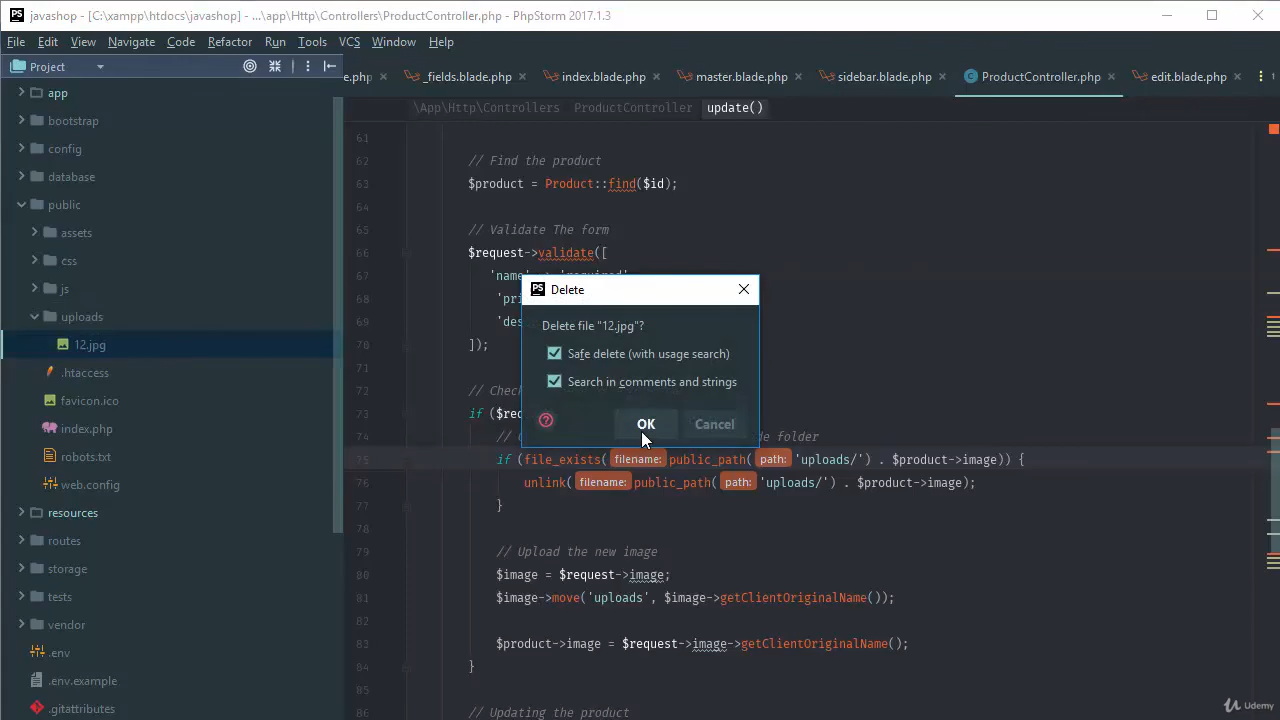 PS javashop - [C:\xampp\htdocs\javashop] - ...\app\Http\Controllers\ProductController.php - PhpStorm 2017.1.3
File Edit View Navigate Code Refactor Run Tools VCS Window Help
Project
e.php _fields.blade.php index.blade.php master.blade.php sidebar.blade.php C ProductController.php edit.blade.php
\App\Http\Controllers ProductController update()
app
bootstrap
config
database
public
assets
css
js
uploads
12.jpg
.htaccess
favicon.ico
index.php
robots.txt
web.config
resources
routes
storage
tests
vendor
.env
.env.example
.gitattributes
61
62 // Find the product
63 $product = Product::find($id);
64
65 // Validate The form
66 $request->validate([
67 'name'
68 'pri
69 'des
70 ]);
71
72 // Chec
73 if ($req
74 // C de folder
75 if (file_exists( filename: public_path( path: 'uploads/') . $product->image)) {
76 unlink( filename: public_path( path: 'uploads/') . $product->image);
77 }
78
79 // Upload the new image
80 $image = $request->image;
81 $image->move('uploads', $image->getClientOriginalName());
82
83 $product->image = $request->image->getClientOriginalName();
84 }
85
86 // Updating the product
PS Delete
Delete file "12.jpg"?
Safe delete (with usage search)
Search in comments and strings
? OK Cancel
Udemy